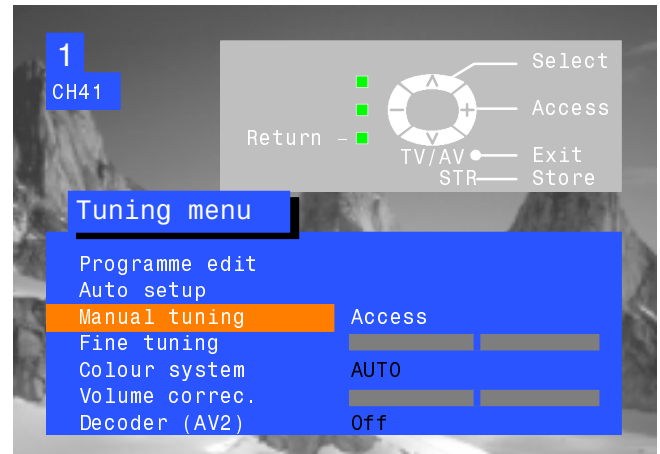 1
CH41
Select
Access
Return
TV/AV
Exit
STR
Store
Tuning menu
Programme edit
Auto setup
Manual tuning Access
Fine tuning
Colour system AUTO
Volume correc.
Decoder (AV2) Off